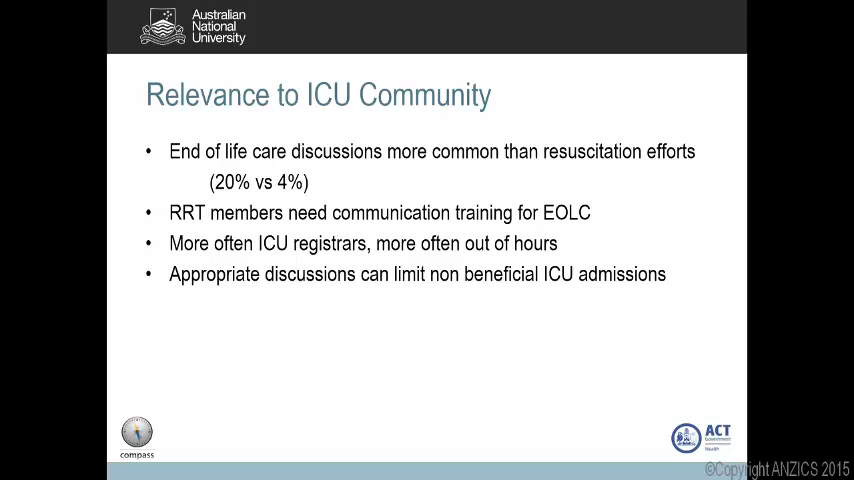 Australian
National
University
Relevance to ICU Community
• End of life care discussions more common than resuscitation efforts
(20% vs 4%)
• RRT members need communication training for EOLC
• More often ICU registrars, more often out of hours
• Appropriate discussions can limit non beneficial ICU admissions
compass
ACT
Government
Health
©Copyright ANZICS 2015